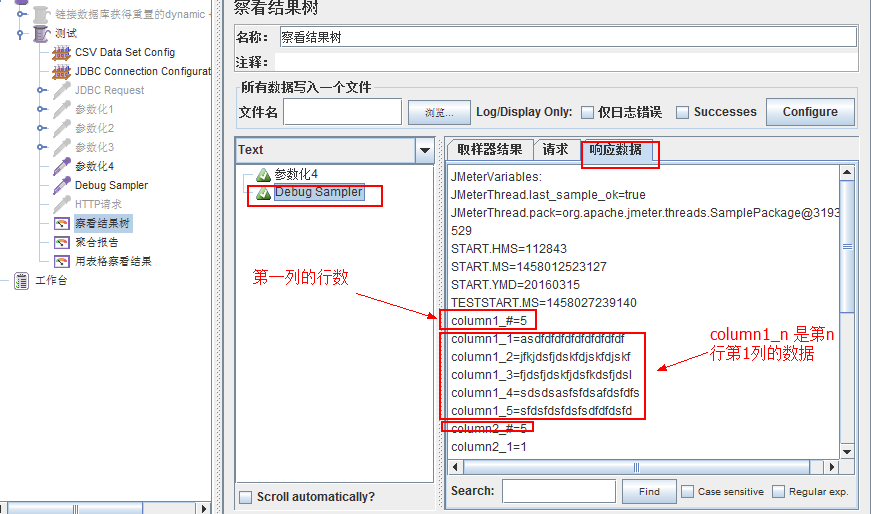 链接数据库获得重置的dynamic
测试
CSV Data Set Config
JDBC Connection Configurat
JDBC Request
参数化1
参数化2
参数化3
参数化4
Debug Sampler
HTTP请求
察看结果树
聚合报告
用表格察看结果
工作台
察看结果树
名称： 察看结果树
注释：
所有数据写入一个文件
文件名 浏览... Log/Display Only: 仅日志错误 Successes Configure
Text
参数化4
Debug Sampler
取样器结果 请求 响应数据
JMeterVariables:
JMeterThread.last_sample_ok=true
JMeterThread.pack=org.apache.jmeter.threads.SamplePackage@3193
529
START.HMS=112843
START.MS=1458012523127
START.YMD=20160315
TESTSTART.MS=1458027239140
column1_#=5
column1_1=asdfdfdfdfdfdfdfdf
column1_2=jfkjdsfjdskfdjskfdjskf
column1_3=fjdsfjdskfjdsfkdsfjdsl
column1_4=sdsdsasfsfdsafdsfdfs
column1_5=sfdsfdsfdsfsdfdfdsfd
column2_#=5
column2_1=1
第一列的行数
column1_n 是第n
行第1列的数据
Scroll automatically?
Search: Find Case sensitive Regular exp.